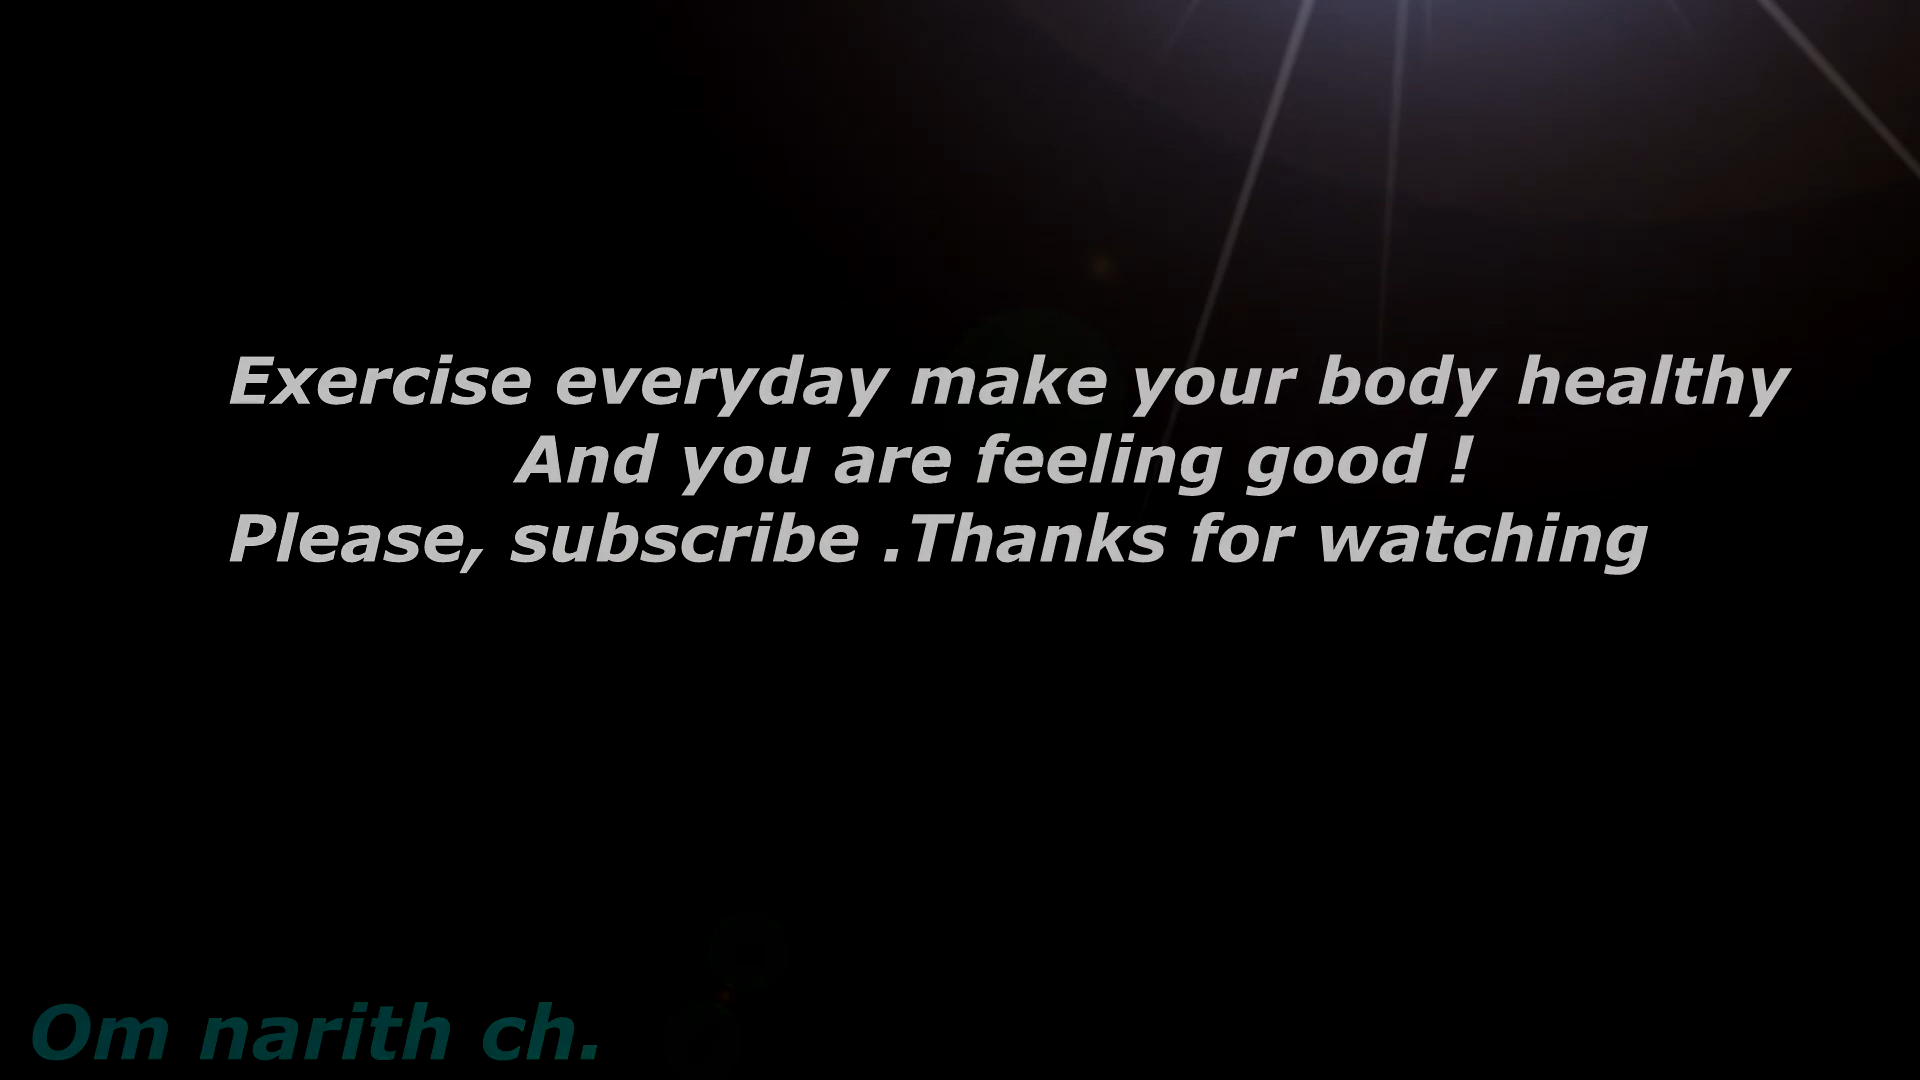 Exercise everyday make your body healthy
And you are feeling good !
Please, subscribe .Thanks for watching
Om narith ch.